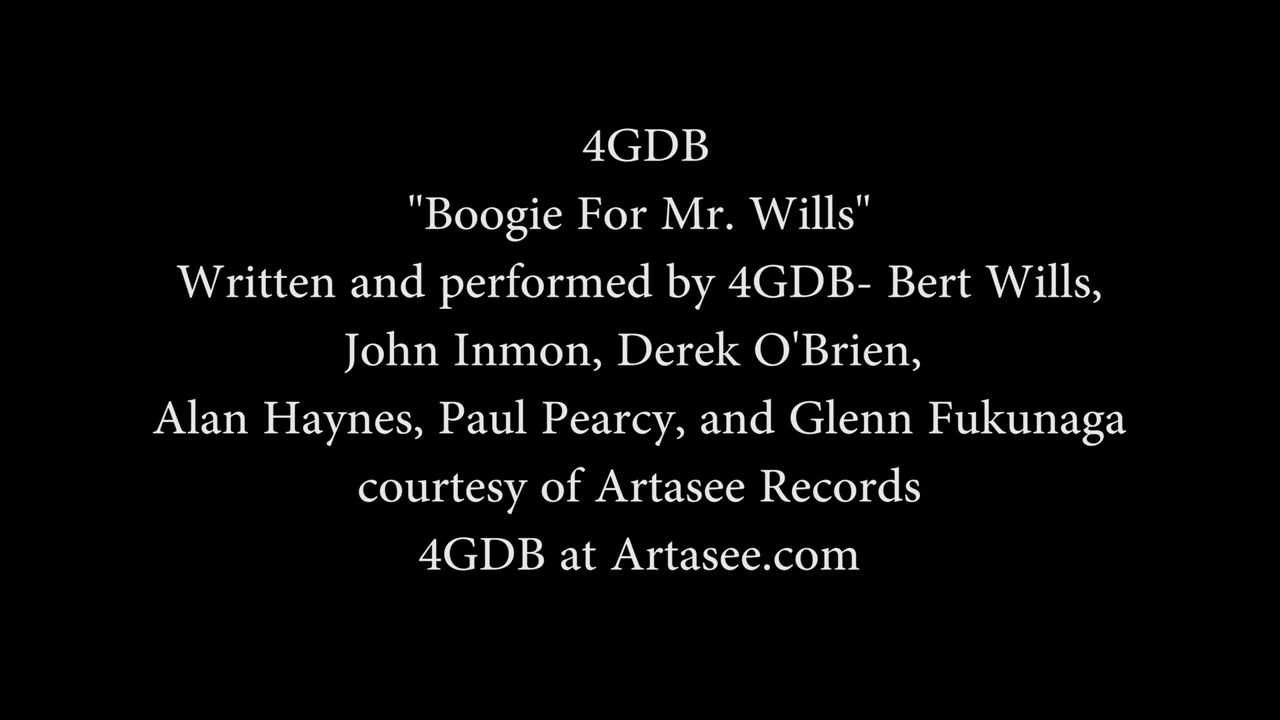 4GDB
"Boogie For Mr. Wills"
Written and performed by 4GDB- Bert Wills,
John Inmon, Derek O'Brien,
Alan Haynes, Paul Pearcy, and Glenn Fukunaga
courtesy of Artasee Records
4GDB at Artasee.com